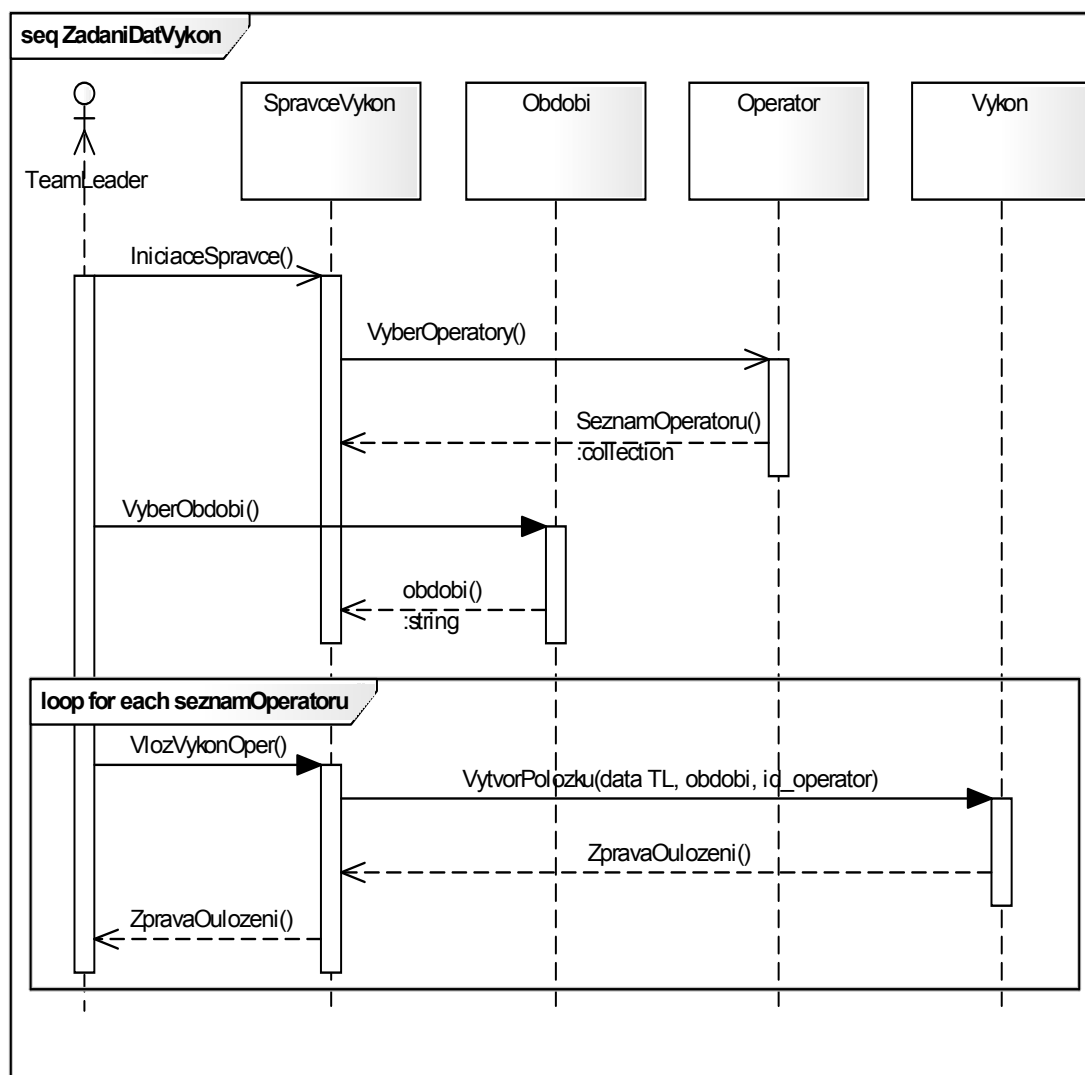 seq ZadaniDatVykon
TeamLeader
SpravceVykon
Obdobi
Operator
Vykon
IniciaceSpravce()
VyberOperatory()
SeznamOperatoru()
:collection
VyberObdobi()
obdobi()
:string
loop for each seznamOperatoru
VlozVykonOper()
VytvorPolozku(data TL, obdobi, id_operator)
ZpravaOulozeni()
ZpravaOulozeni()